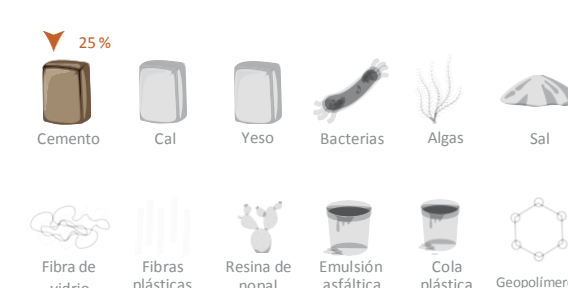 25 %
Cemento
Cal
Yeso
Bacterias
Algas
Sal
Fibra de
vidrio
Fibras
plásticas
Resina de
nopal
Emulsión
asfáltica
Cola
plástica